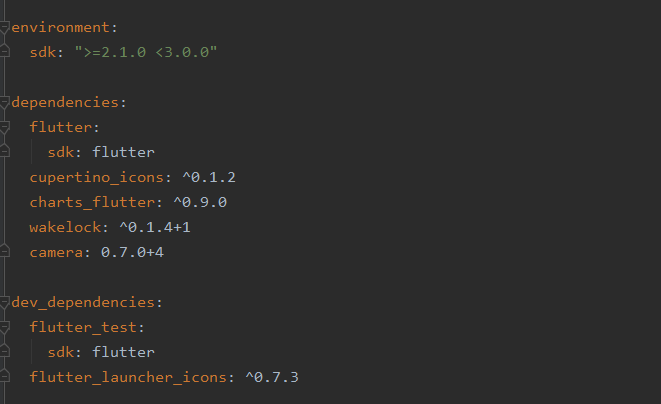 environment:
  sdk: ">=2.1.0 <3.0.0"
dependencies:
  flutter:
    sdk: flutter
  cupertino_icons: ^0.1.2
  charts_flutter: ^0.9.0
  wakelock: ^0.1.4+1
  camera: 0.7.0+4
dev_dependencies:
  flutter_test:
    sdk: flutter
  flutter_launcher_icons: ^0.7.3